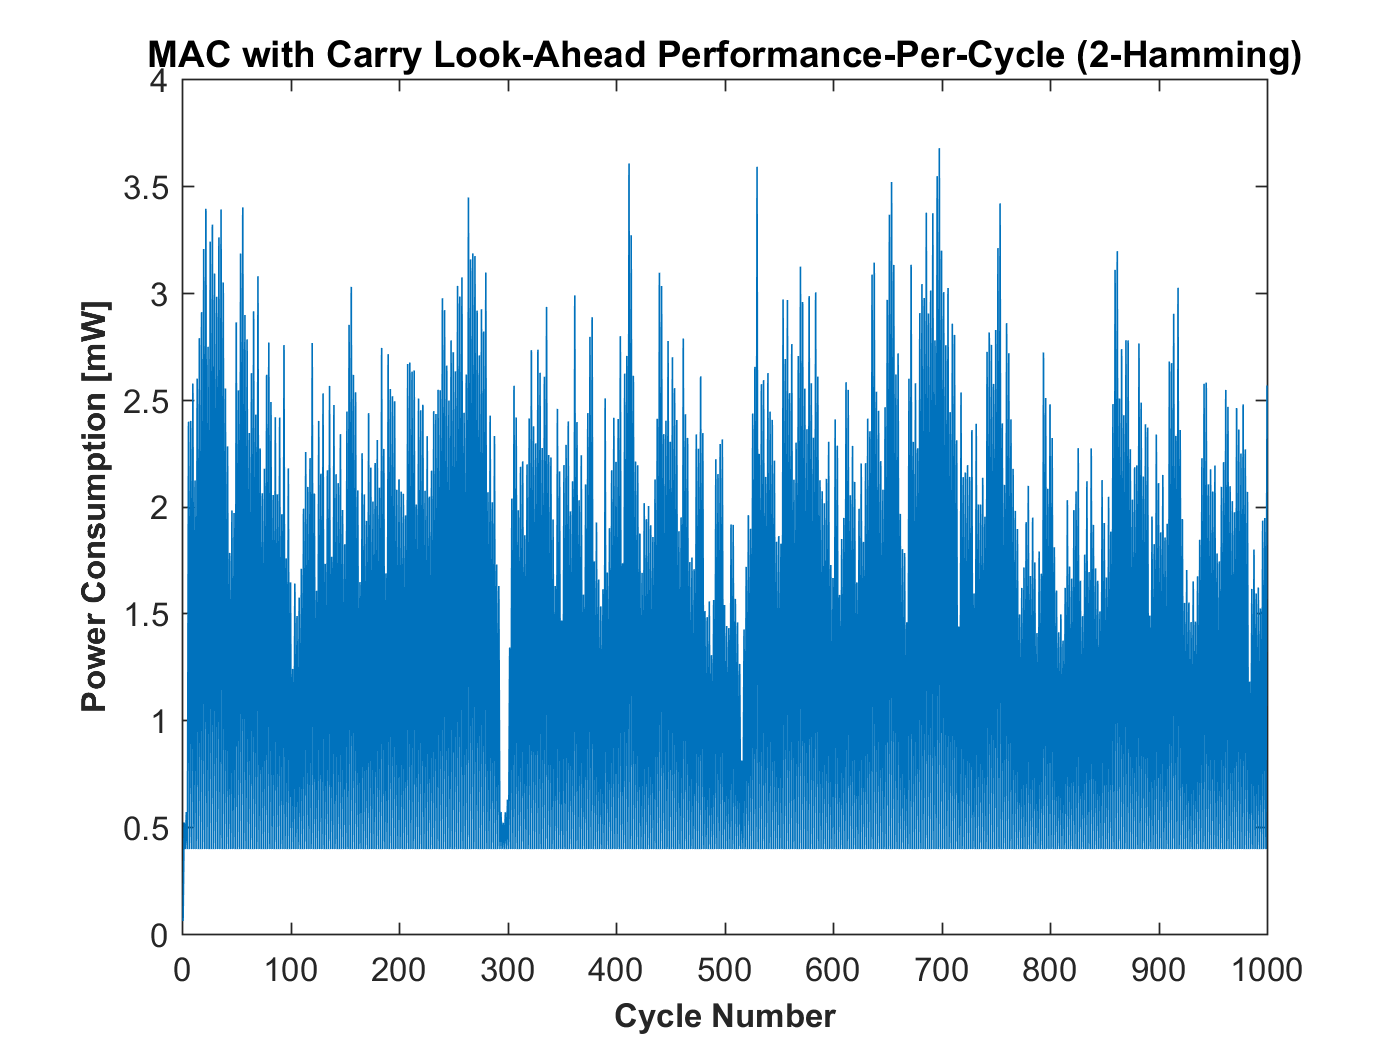 MAC with Carry Look-Ahead Performance-Per-Cycle (2-Hamming)
4
3.5
3
2.5
2
1.5
1
0.5
0
Power Consumption [mW]
0 100 200 300 400 500 600 700 800 900 1000
Cycle Number